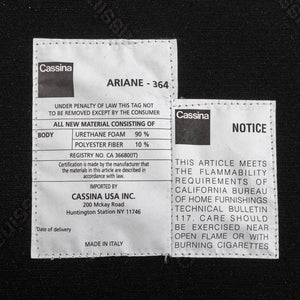 Cassina
ARIANE - 364
UNDER PENALTY OF LAW THIS TAG NOT
TO BE REMOVED EXCEPT BY THE CONSUMER
ALL NEW MATERIAL CONSISTING OF
BODY URETHANE FOAM 90 %
POLYESTER FIBER 10 %
REGISTRY NO. CA 36680(IT)
Certification is made by the manufacturer that
the materials in this article are described in
accordance with law.
IMPORTED BY
CASSINA USA INC.
200 Mckay Road
Huntington Station NY 11746
Date of delivery
MADE IN ITALY
Cassina
NOTICE
THIS ARTICLE MEETS
THE FLAMMABILITY
REQUIREMENTS OF
CALIFORNIA BUREAU
OF HOME FURNISHINGS
TECHNICAL BULLETIN
117. CARE SHOULD
BE EXERCISED NEAR
OPEN FLAME OR WITH
BURNING CIGARETTES